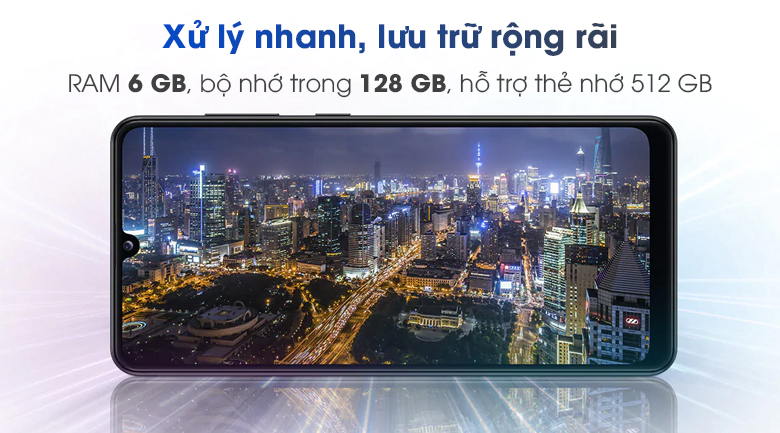 Xử lý nhanh, lưu trữ rộng rãi
RAM 6 GB, bộ nhớ trong 128 GB, hỗ trợ thẻ nhớ 512 GB